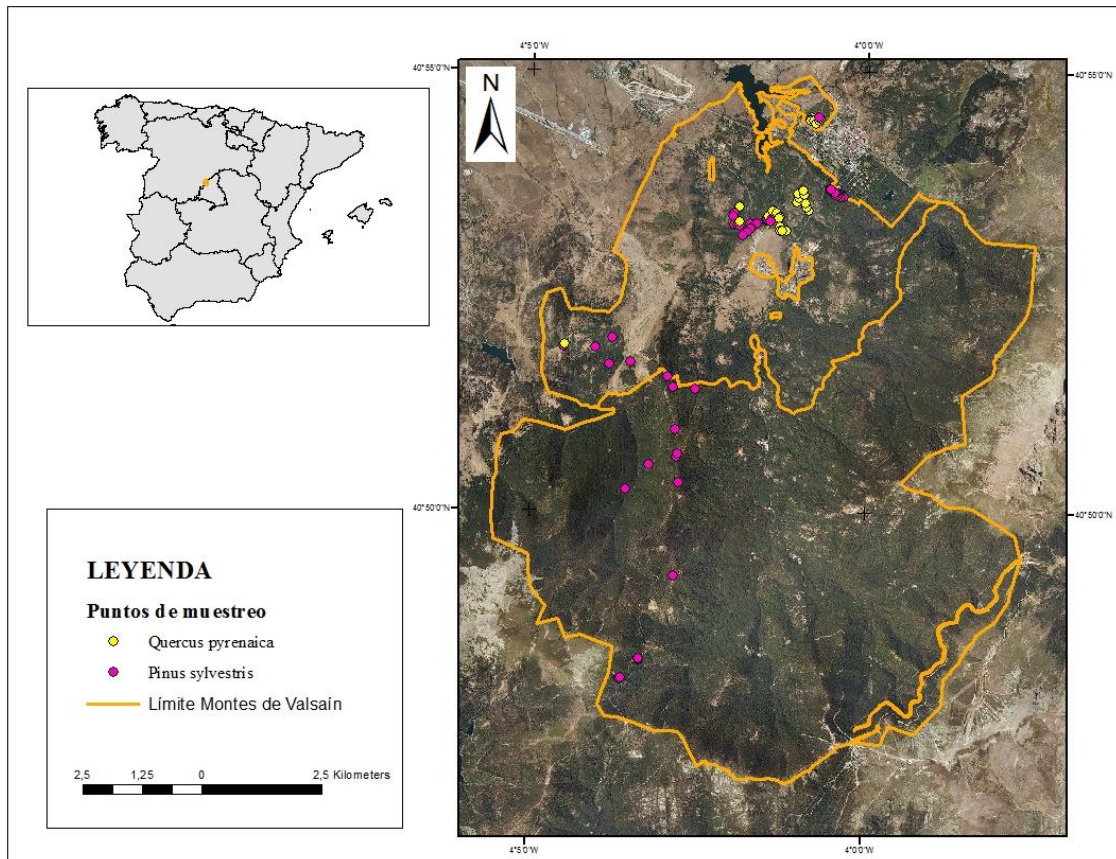 4°5'0"W 4°0'0"W
40°55'0"N 40°55'0"N
N
40°50'0"N 40°50'0"N
LEYENDA
Puntos de muestreo
Quercus pyrenaica
Pinus sylvestris
Límite Montes de Valsaín
2,5 1,25 0 2,5 Kilometers
4°5'0"W 4°0'0"W